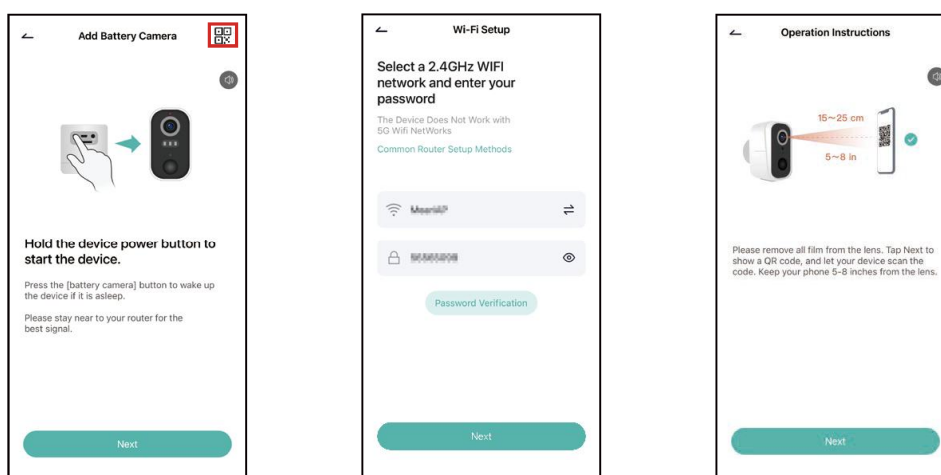 Add Battery Camera
Hold the device power button to
start the device.
Press the [battery camera] button to wake up
the device if it is asleep.
Please stay near to your router for the
best signal.
Next
Wi-Fi Setup
Select a 2.4GHz WIFI
network and enter your
password
The Device Does Not Work with
5G Wifi NetWorks
Common Router Setup Methods
Password Verification
Next
Operation Instructions
15~25 cm
5~8 in
Please remove all film from the lens. Tap Next to
show a QR code, and let your device scan the
code. Keep your phone 5-8 inches from the lens.
Next